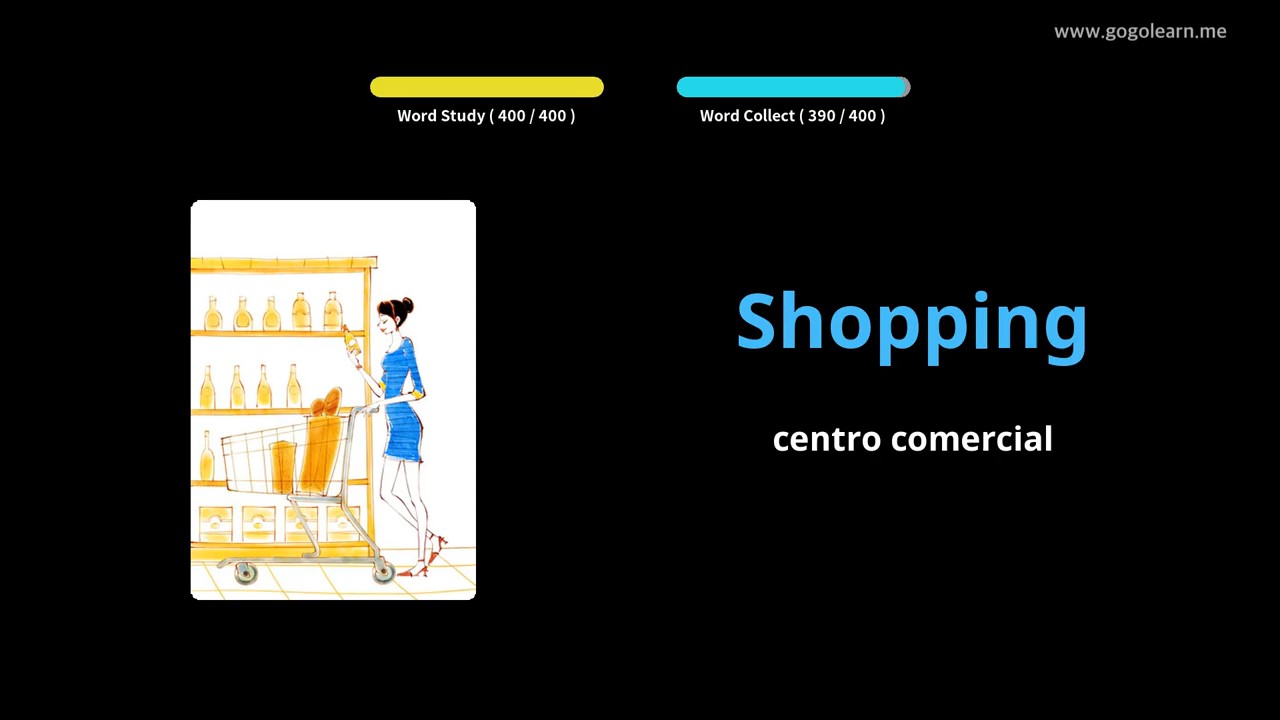 www.gogolearn.me
Word Study ( 400 / 400 )
Word Collect ( 390 / 400 )
Shopping
centro comercial